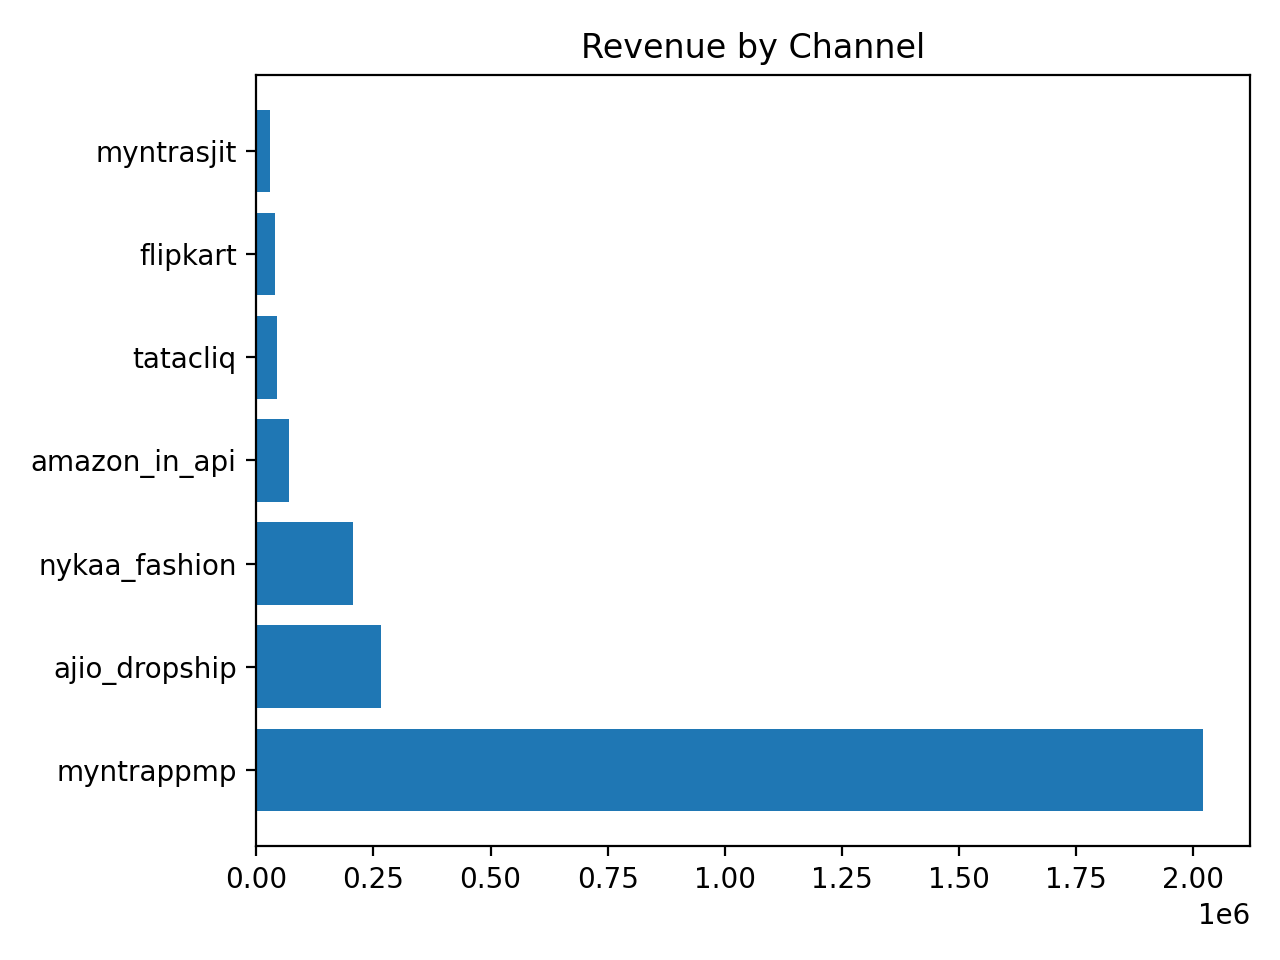 Revenue by Channel
myntrasjit
flipkart
tatacliq
amazon_in_api
nykaa_fashion
ajio_dropship
myntrappmp
0.00 0.25 0.50 0.75 1.00 1.25 1.50 1.75 2.00
1e6